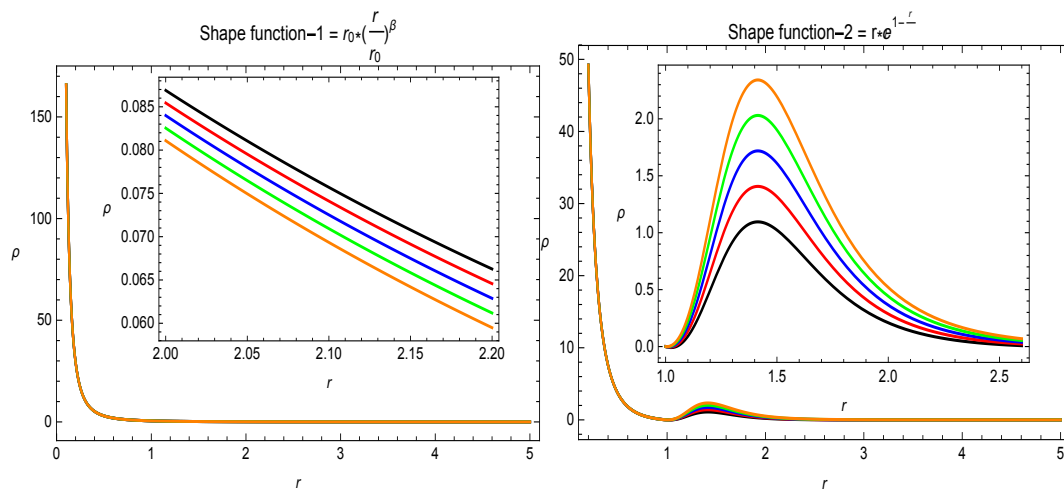 Shape function−1 = r₀*(r/r₀)^β
150
100
50
0
ρ
0 1 2 3 4 5
r
0.085
0.080
0.075
0.070
0.065
0.060
ρ
2.00 2.05 2.10 2.15 2.20
r
Shape function−2 = r*e^1−r
50
40
30
20
10
0
ρ
0 1 2 3 4 5
r
2.0
1.5
1.0
0.5
0.0
ρ
1.0 1.5 2.0 2.5
r